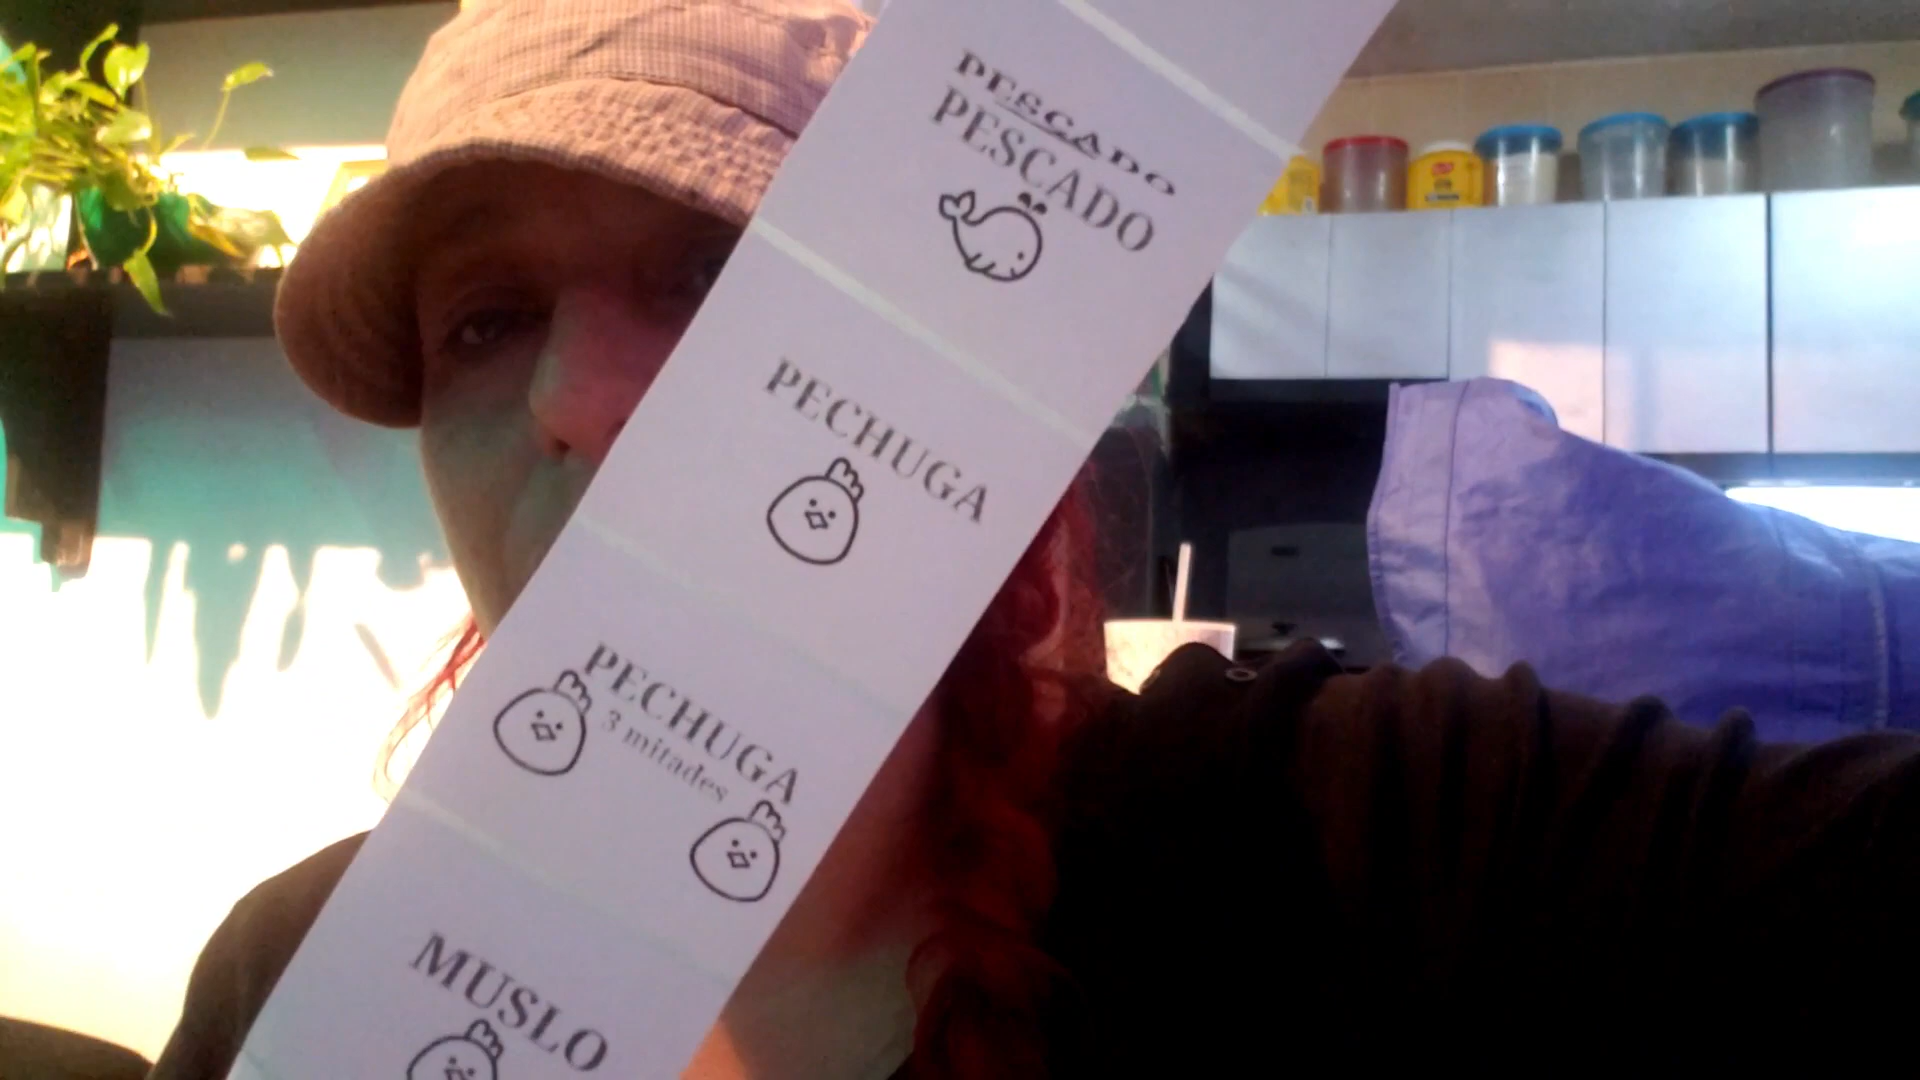 PESCADO
PESCADO
PECHUGA
PECHUGA
3 mitades
MUSLO